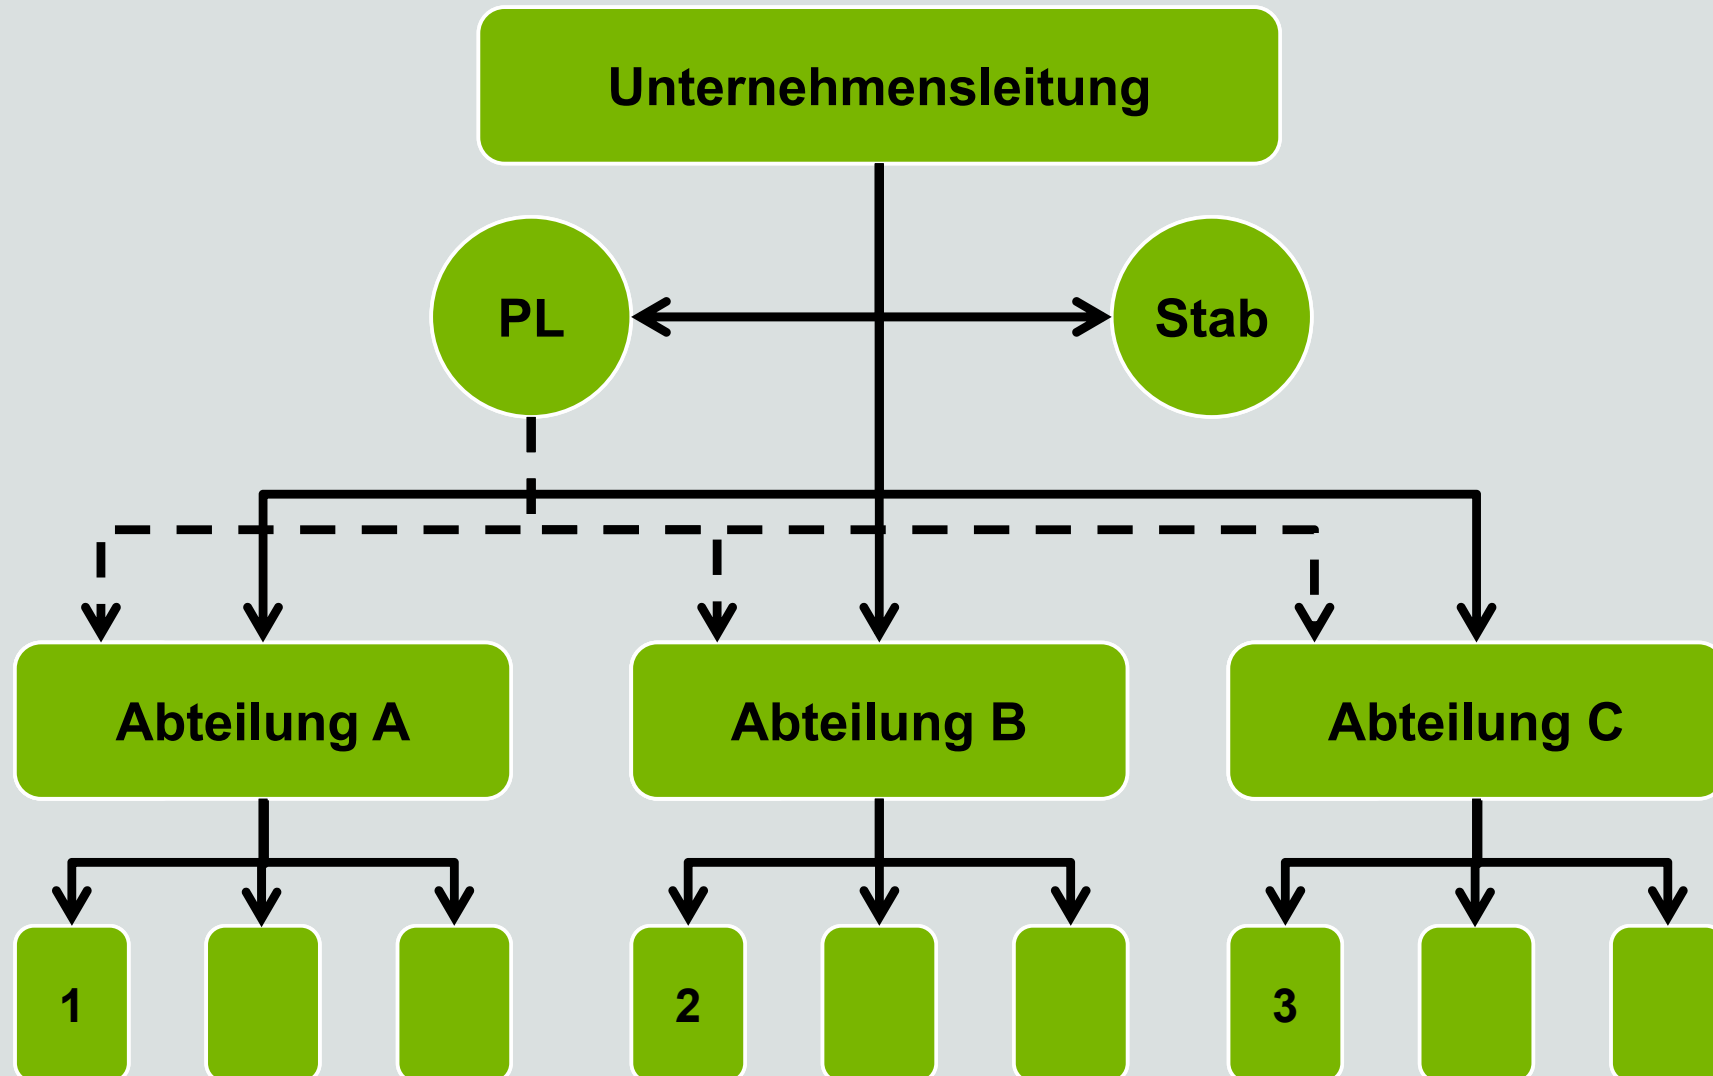 Unternehmensleitung
PL
Stab
Abteilung A
Abteilung B
Abteilung C
1
2
3